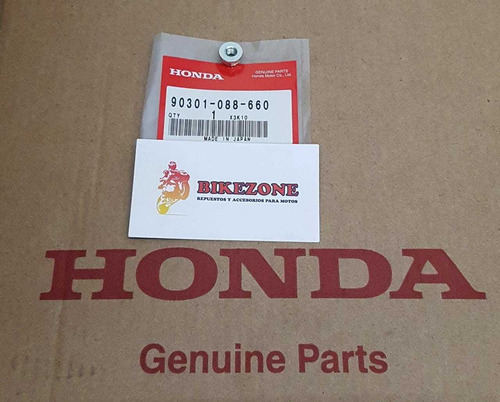 HONDA
GENUINE PARTS
Honda Motor Co., Ltd.
90301-088-660
QTY 1 X3K10
MADE IN JAPAN
BIKEZONE
REPUESTOS Y ACCESORIOS PARA MOTOS
HONDA
Genuine Parts